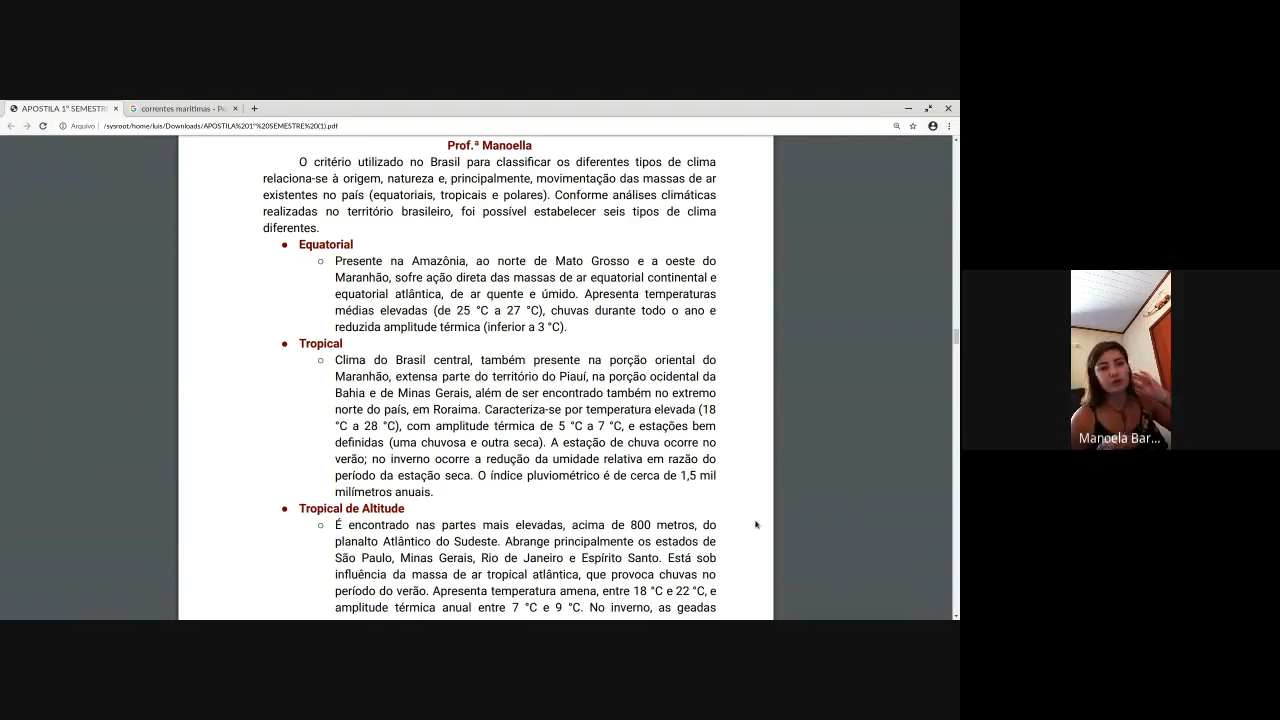 APOSTILA 1º SEMESTR
correntes marítimas - Pe
Arquivo
/sysroot/home/luis/Downloads/APOSTILA%201°%20SEMESTRE%20(1).pdf
Prof.ª Manoella
O critério utilizado no Brasil para classificar os diferentes tipos de clima
relaciona-se à origem, natureza e, principalmente, movimentação das massas de ar
existentes no país (equatoriais, tropicais e polares). Conforme análises climáticas
realizadas no território brasileiro, foi possível estabelecer seis tipos de clima
diferentes.
● Equatorial
○ Presente na Amazônia, ao norte de Mato Grosso e a oeste do
Maranhão, sofre ação direta das massas de ar equatorial continental e
equatorial atlântica, de ar quente e úmido. Apresenta temperaturas
médias elevadas (de 25 °C a 27 °C), chuvas durante todo o ano e
reduzida amplitude térmica (inferior a 3 °C).
● Tropical
○ Clima do Brasil central, também presente na porção oriental do
Maranhão, extensa parte do território do Piauí, na porção ocidental da
Bahia e de Minas Gerais, além de ser encontrado também no extremo
norte do país, em Roraima. Caracteriza-se por temperatura elevada (18
°C a 28 °C), com amplitude térmica de 5 °C a 7 °C, e estações bem
definidas (uma chuvosa e outra seca). A estação de chuva ocorre no
verão; no inverno ocorre a redução da umidade relativa em razão do
período da estação seca. O índice pluviométrico é de cerca de 1,5 mil
milímetros anuais.
● Tropical de Altitude
○ É encontrado nas partes mais elevadas, acima de 800 metros, do
planalto Atlântico do Sudeste. Abrange principalmente os estados de
São Paulo, Minas Gerais, Rio de Janeiro e Espírito Santo. Está sob
influência da massa de ar tropical atlântica, que provoca chuvas no
período do verão. Apresenta temperatura amena, entre 18 °C e 22 °C, e
amplitude térmica anual entre 7 °C e 9 °C. No inverno, as geadas
Manoela Bar...